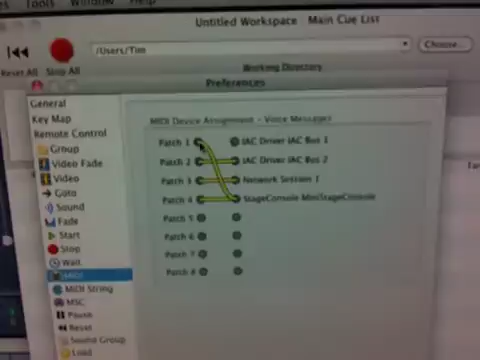 Tools Window Help
Untitled Workspace - Main Cue List
/Users/Tim
Choose...
Reset All Stop All
Working Directory
Preferences
General
Key Map
Remote Control
Group
Video Fade
Video
Goto
Sound
Fade
Start
Stop
Wait
MIDI
MIDI String
MSC
Pause
Reset
Sound Group
Load
MIDI Device Assignment - Voice Messages
Patch 1 IAC Driver IAC Bus 1
Patch 2 IAC Driver IAC Bus 2
Patch 3 Network Session 1
Patch 4 StageConsole MiniStageConsole
Patch 5
Patch 6
Patch 7
Patch 8